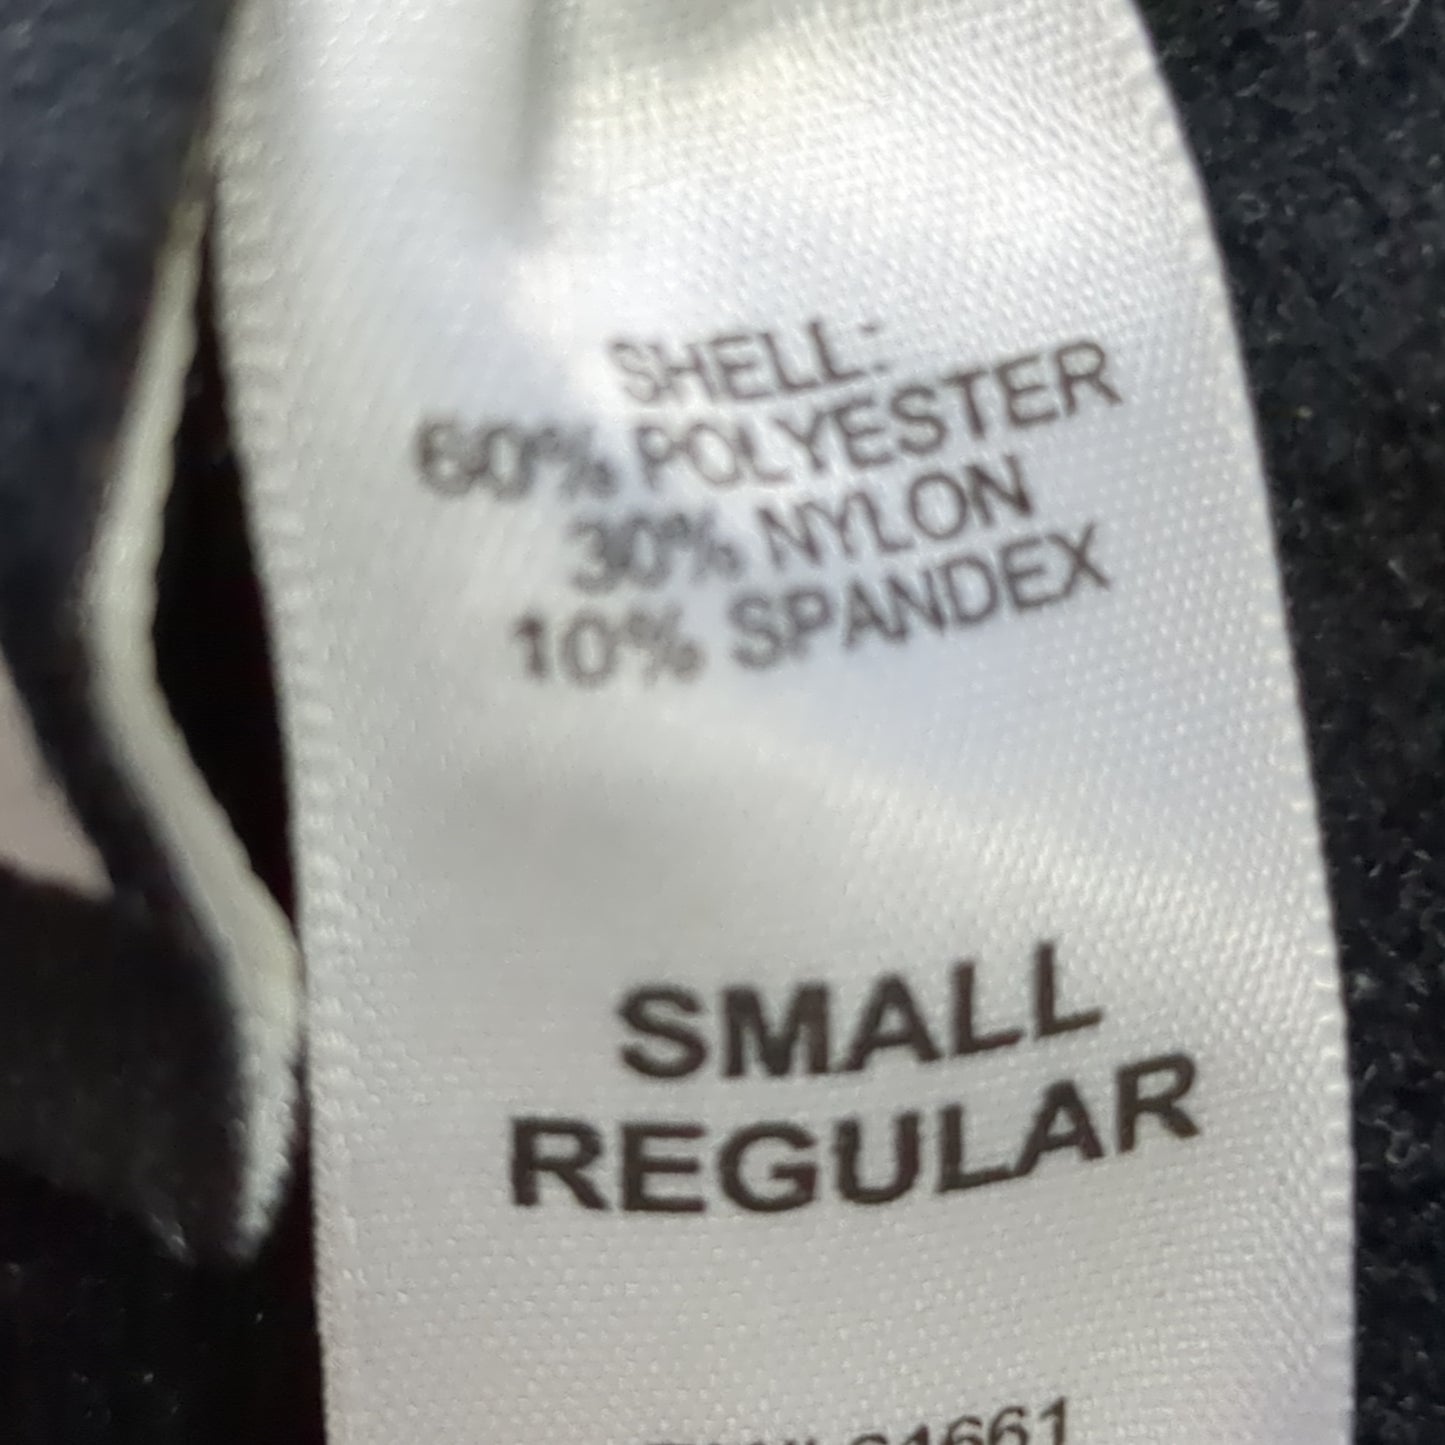 SHELL:
60% POLYESTER
30% NYLON
10% SPANDEX
SMALL
REGULAR